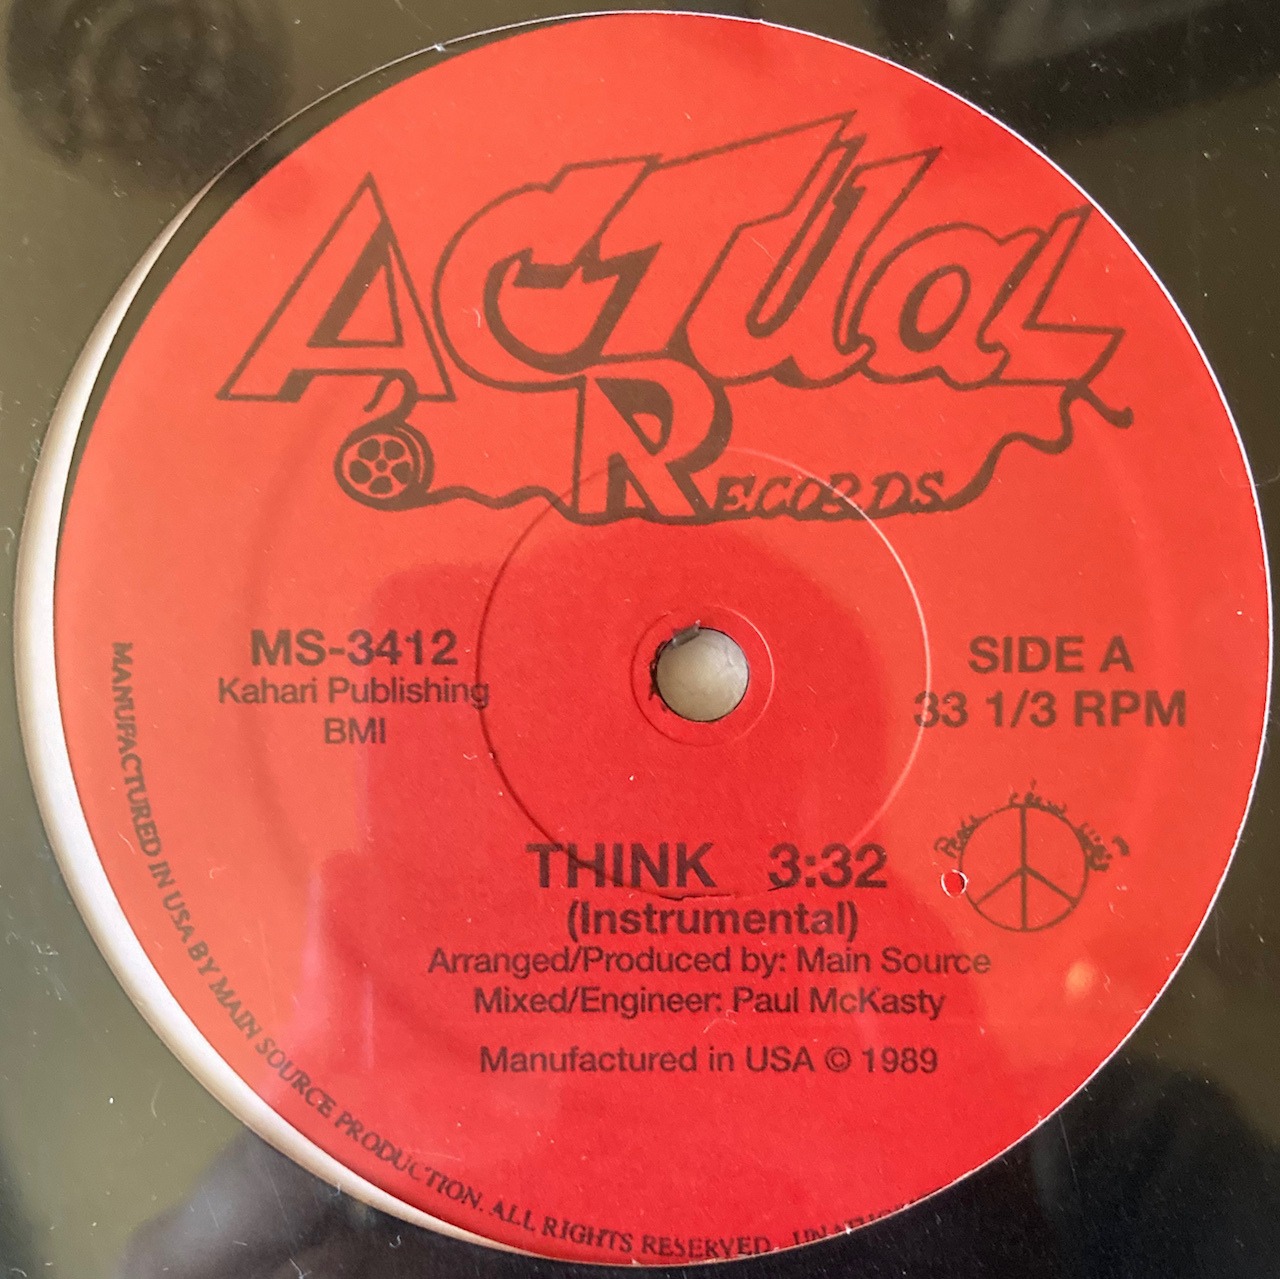 ACTUAL
RECORDS
MS-3412
Kahari Publishing
BMI
SIDE A
33 1/3 RPM
THINK 3:32
(Instrumental)
Arranged/Produced by: Main Source
Mixed/Engineer: Paul McKasty
Manufactured in USA © 1989
MANUFACTURED IN USA BY MAIN SOURCE PRODUCTION. ALL RIGHTS RESERVED.